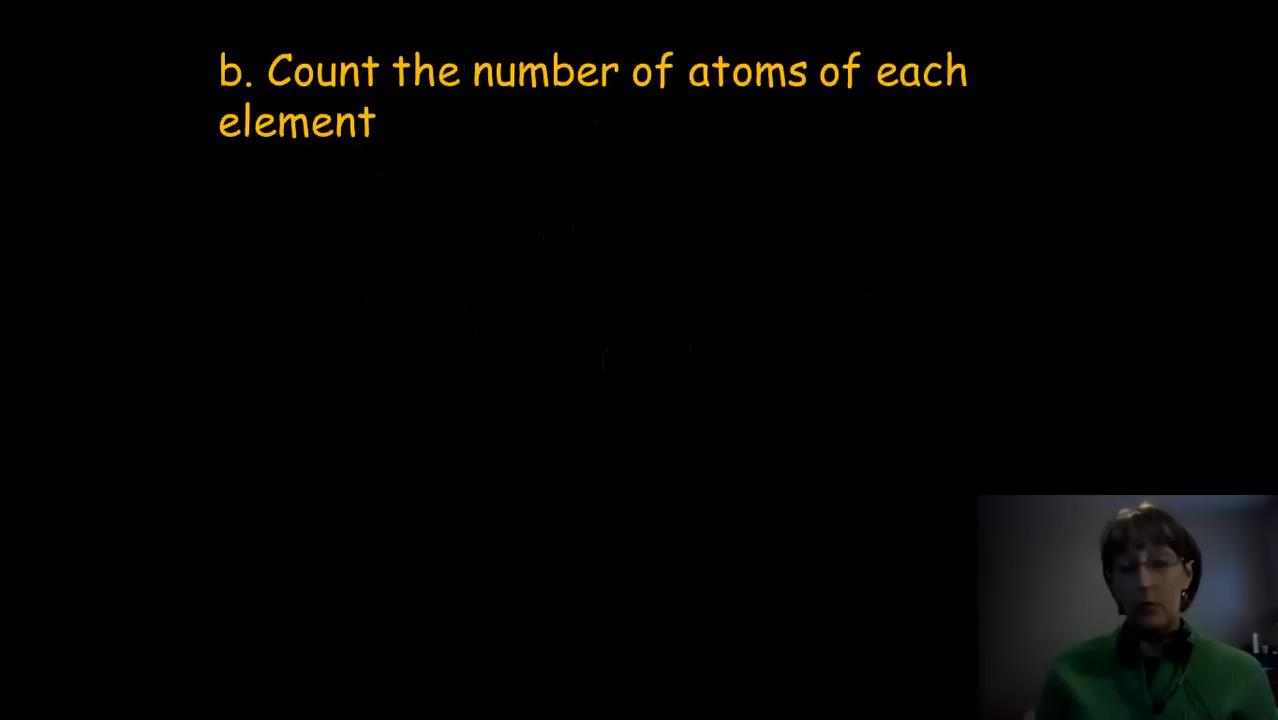 b. Count the number of atoms of each
element